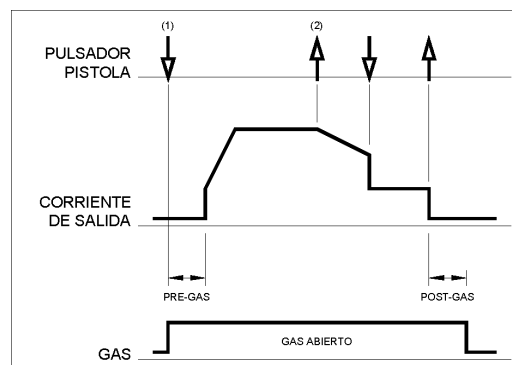 (1)
(2)
PULSADOR
PISTOLA
CORRIENTE
DE SALIDA
PRE-GAS
POST-GAS
GAS ABIERTO
GAS